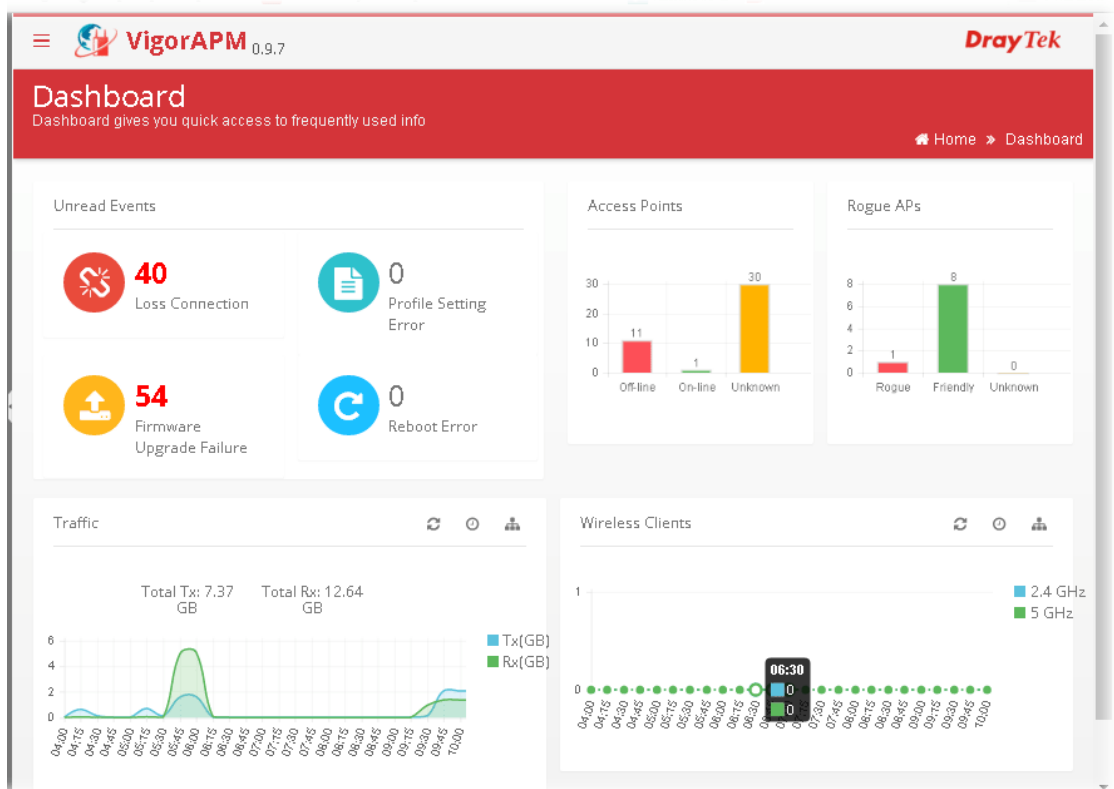 VigorAPM 0.9.7
DrayTek
Dashboard
Dashboard gives you quick access to frequently used info
Home » Dashboard
Unread Events
40
Loss Connection
0
Profile Setting
Error
54
Firmware
Upgrade Failure
0
Reboot Error
Access Points
30
20
10
0
11
1
30
Off-line On-line Unknown
Rogue APs
8
6
4
2
0
1
8
0
Rogue Friendly Unknown
Traffic
Total Tx: 7.37
GB
Total Rx: 12.64
GB
6
4
2
0
Tx(GB)
Rx(GB)
04:00 04:15 04:30 04:45 05:00 05:15 05:30 05:45 06:00 06:15 06:30 06:45 07:00 07:15 07:30 07:45 08:00 08:15 08:30 08:45 09:00 09:15 09:30 09:45 10:00
Wireless Clients
1
0
2.4 GHz
5 GHz
06:30
0
0
04:00 04:15 04:30 04:45 05:00 05:15 05:30 05:45 06:00 06:15 06:30 07:30 07:45 08:00 08:15 08:30 08:45 09:00 09:15 09:30 09:45 10:00